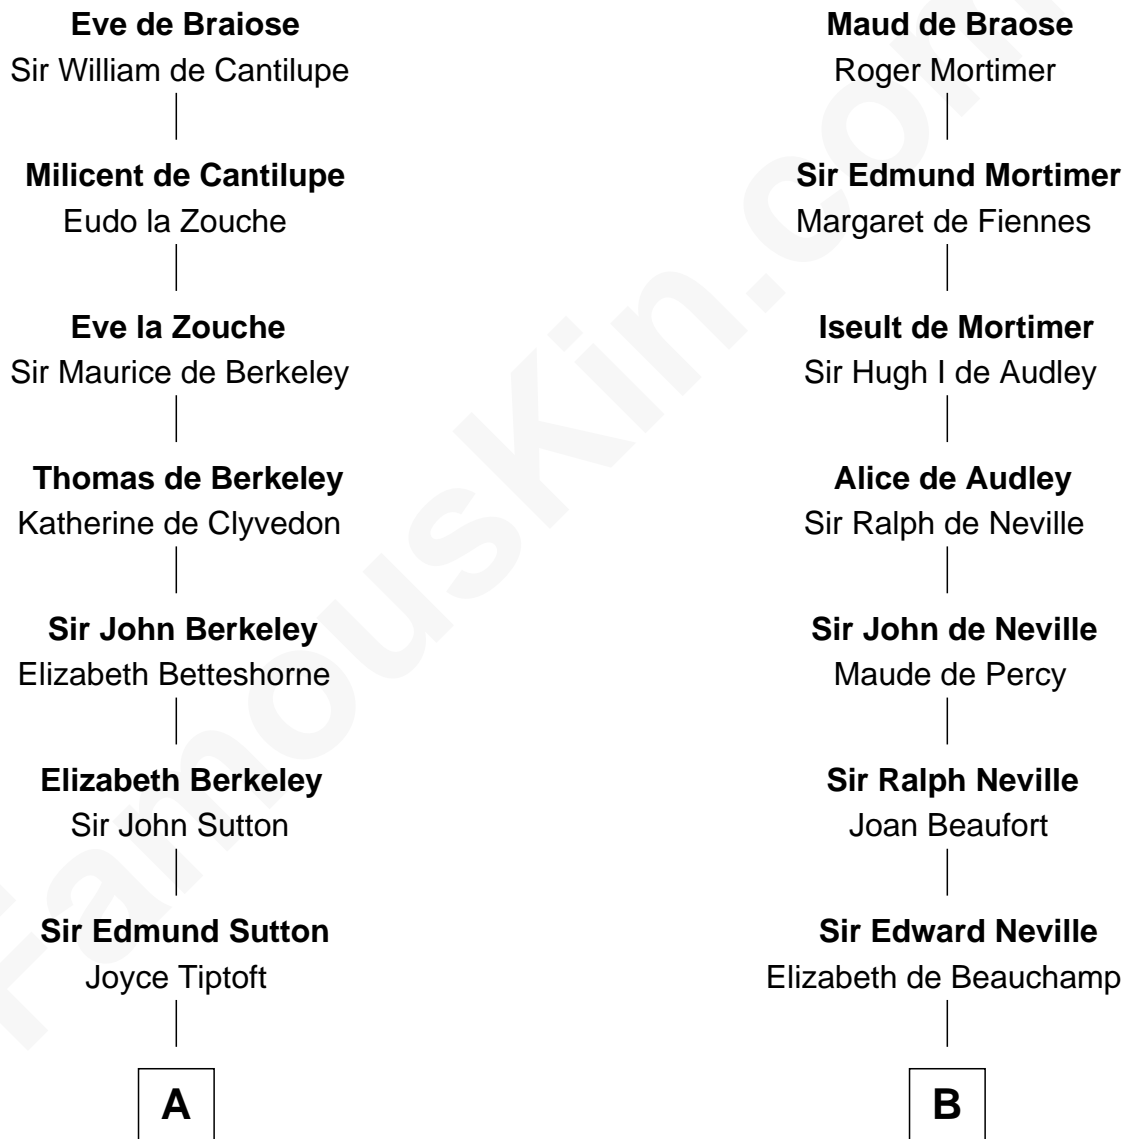 Eve de Braiose
Sir William de Cantilupe
Milicent de Cantilupe
Eudo la Zouche
Eve la Zouche
Sir Maurice de Berkeley
Thomas de Berkeley
Katherine de Clyvedon
Sir John Berkeley
Elizabeth Betteshorne
Elizabeth Berkeley
Sir John Sutton
Sir Edmund Sutton
Joyce Tiptoft
A
Maud de Braose
Roger Mortimer
Sir Edmund Mortimer
Margaret de Fiennes
Iseult de Mortimer
Sir Hugh I de Audley
Alice de Audley
Sir Ralph de Neville
Sir John de Neville
Maude de Percy
Sir Ralph Neville
Joan Beaufort
Sir Edward Neville
Elizabeth de Beauchamp
B
FamousKin.com